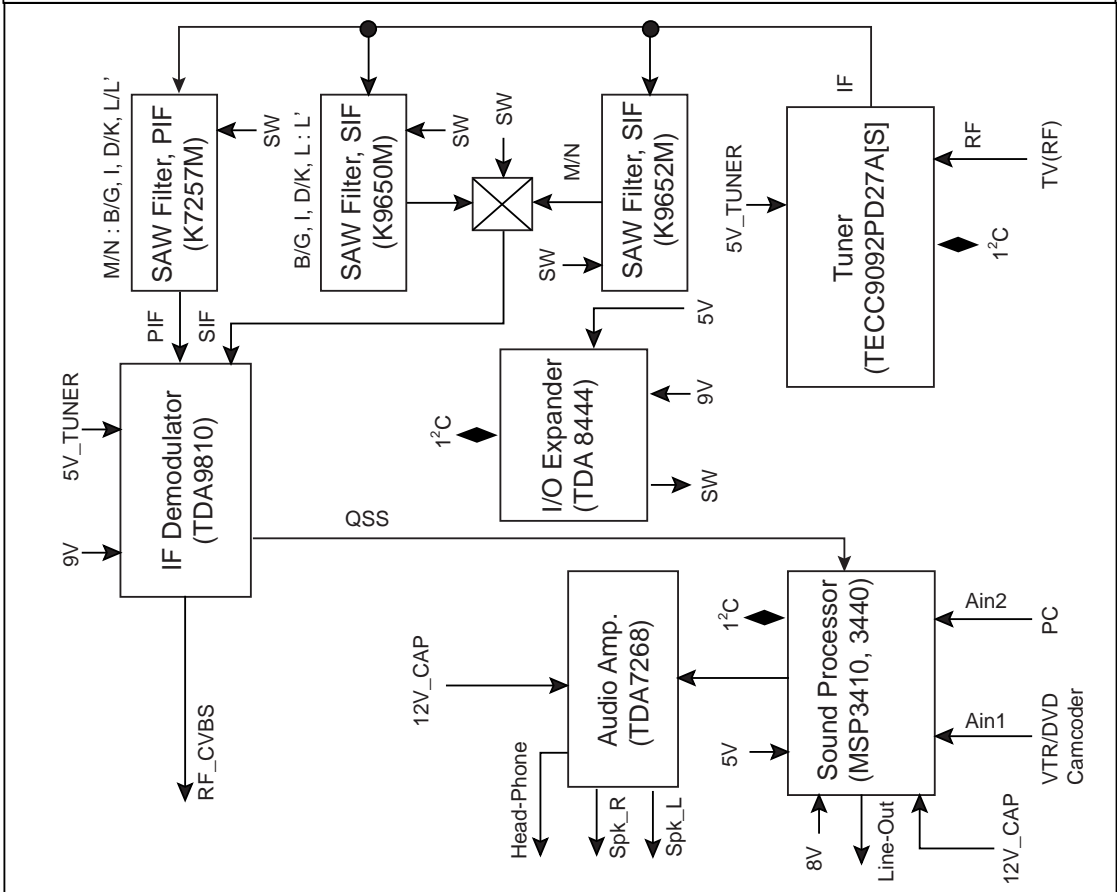 M/N : B/G, I, D/K, L/L’
SAW Filter, PIF
(K7257M)
SW
B/G, I, D/K, L : L’
SAW Filter, SIF
(K9650M)
SW
SW
M/N
SAW Filter, SIF
(K9652M)
SW
IF
5V_TUNER
Tuner
(TECC9092PD27A[S]
RF
TV(RF)
1²C
PIF
SIF
5V_TUNER
9V
IF Demodulator
(TDA9810)
RF_CVBS
QSS
1²C
I/O Expander
(TDA 8444)
5V
9V
SW
12V_CAP
Audio Amp.
(TDA7268)
Head-Phone
Spk_R
Spk_L
1²C
5V
Sound Processor
(MSP3410, 3440)
Ain2
PC
Ain1
VTR/DVD
Camcoder
8V
Line-Out
12V_CAP